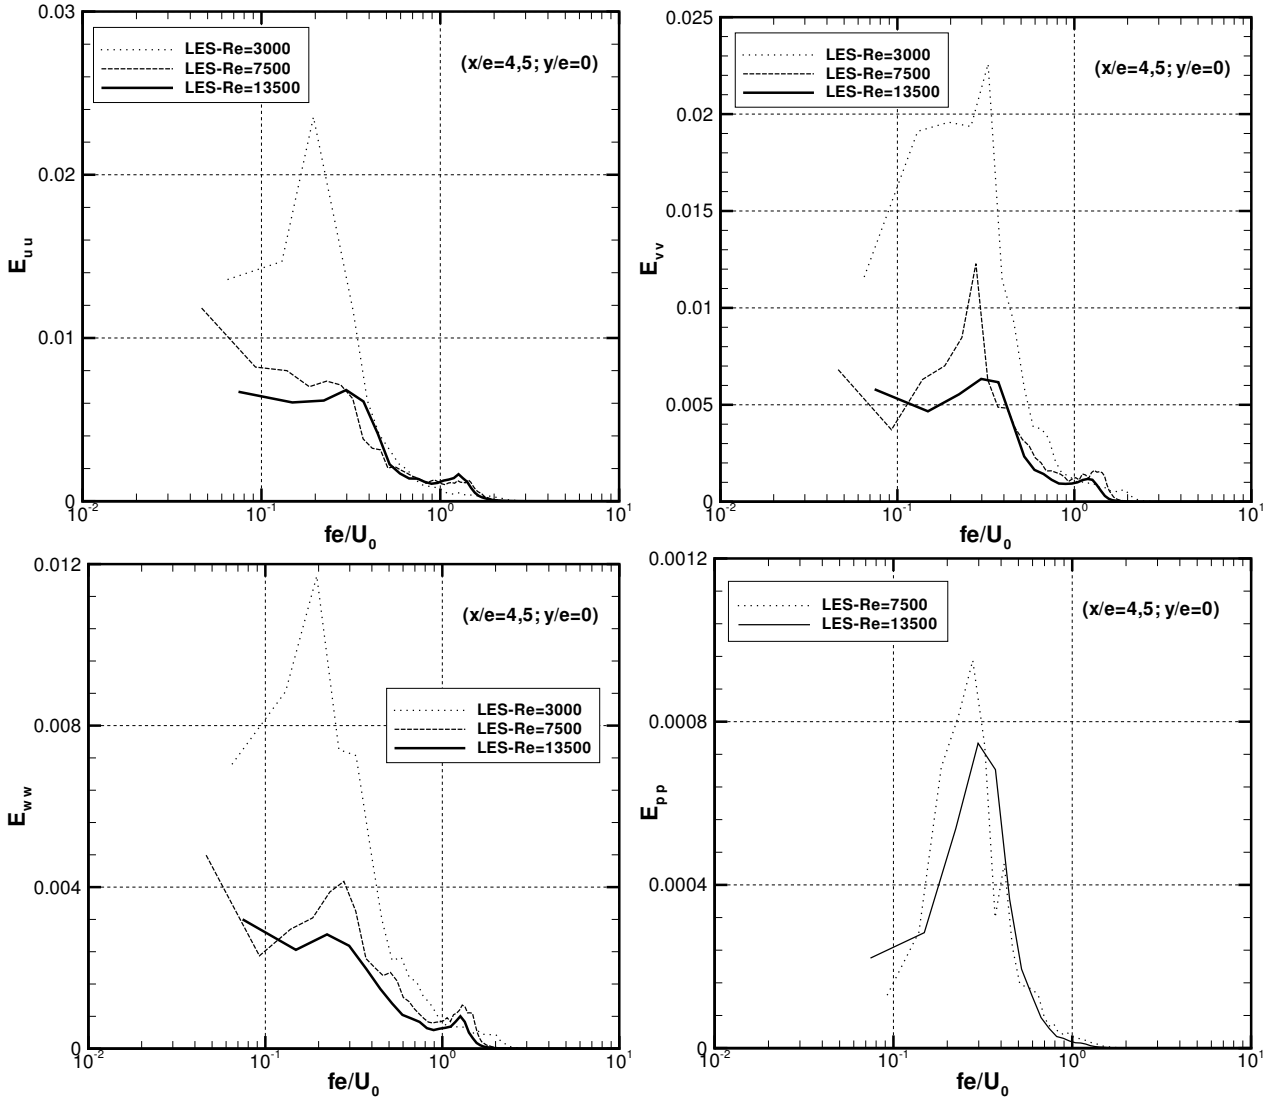 0.03
LES-Re=3000
LES-Re=7500
LES-Re=13500
(x/e=4,5; y/e=0)
0.02
E u u
0.01
0
10⁻² 10⁻¹ 10⁰ 10¹
fe/U₀
0.025
LES-Re=3000
LES-Re=7500
LES-Re=13500
(x/e=4,5; y/e=0)
0.02
0.015
E v v
0.01
0.005
0
10⁻² 10⁻¹ 10⁰ 10¹
fe/U₀
0.012
(x/e=4,5; y/e=0)
LES-Re=3000
LES-Re=7500
LES-Re=13500
0.008
E w w
0.004
0
10⁻² 10⁻¹ 10⁰ 10¹
fe/U₀
0.0012
LES-Re=7500
LES-Re=13500
(x/e=4,5; y/e=0)
0.0008
E p p
0.0004
0
10⁻² 10⁻¹ 10⁰ 10¹
fe/U₀